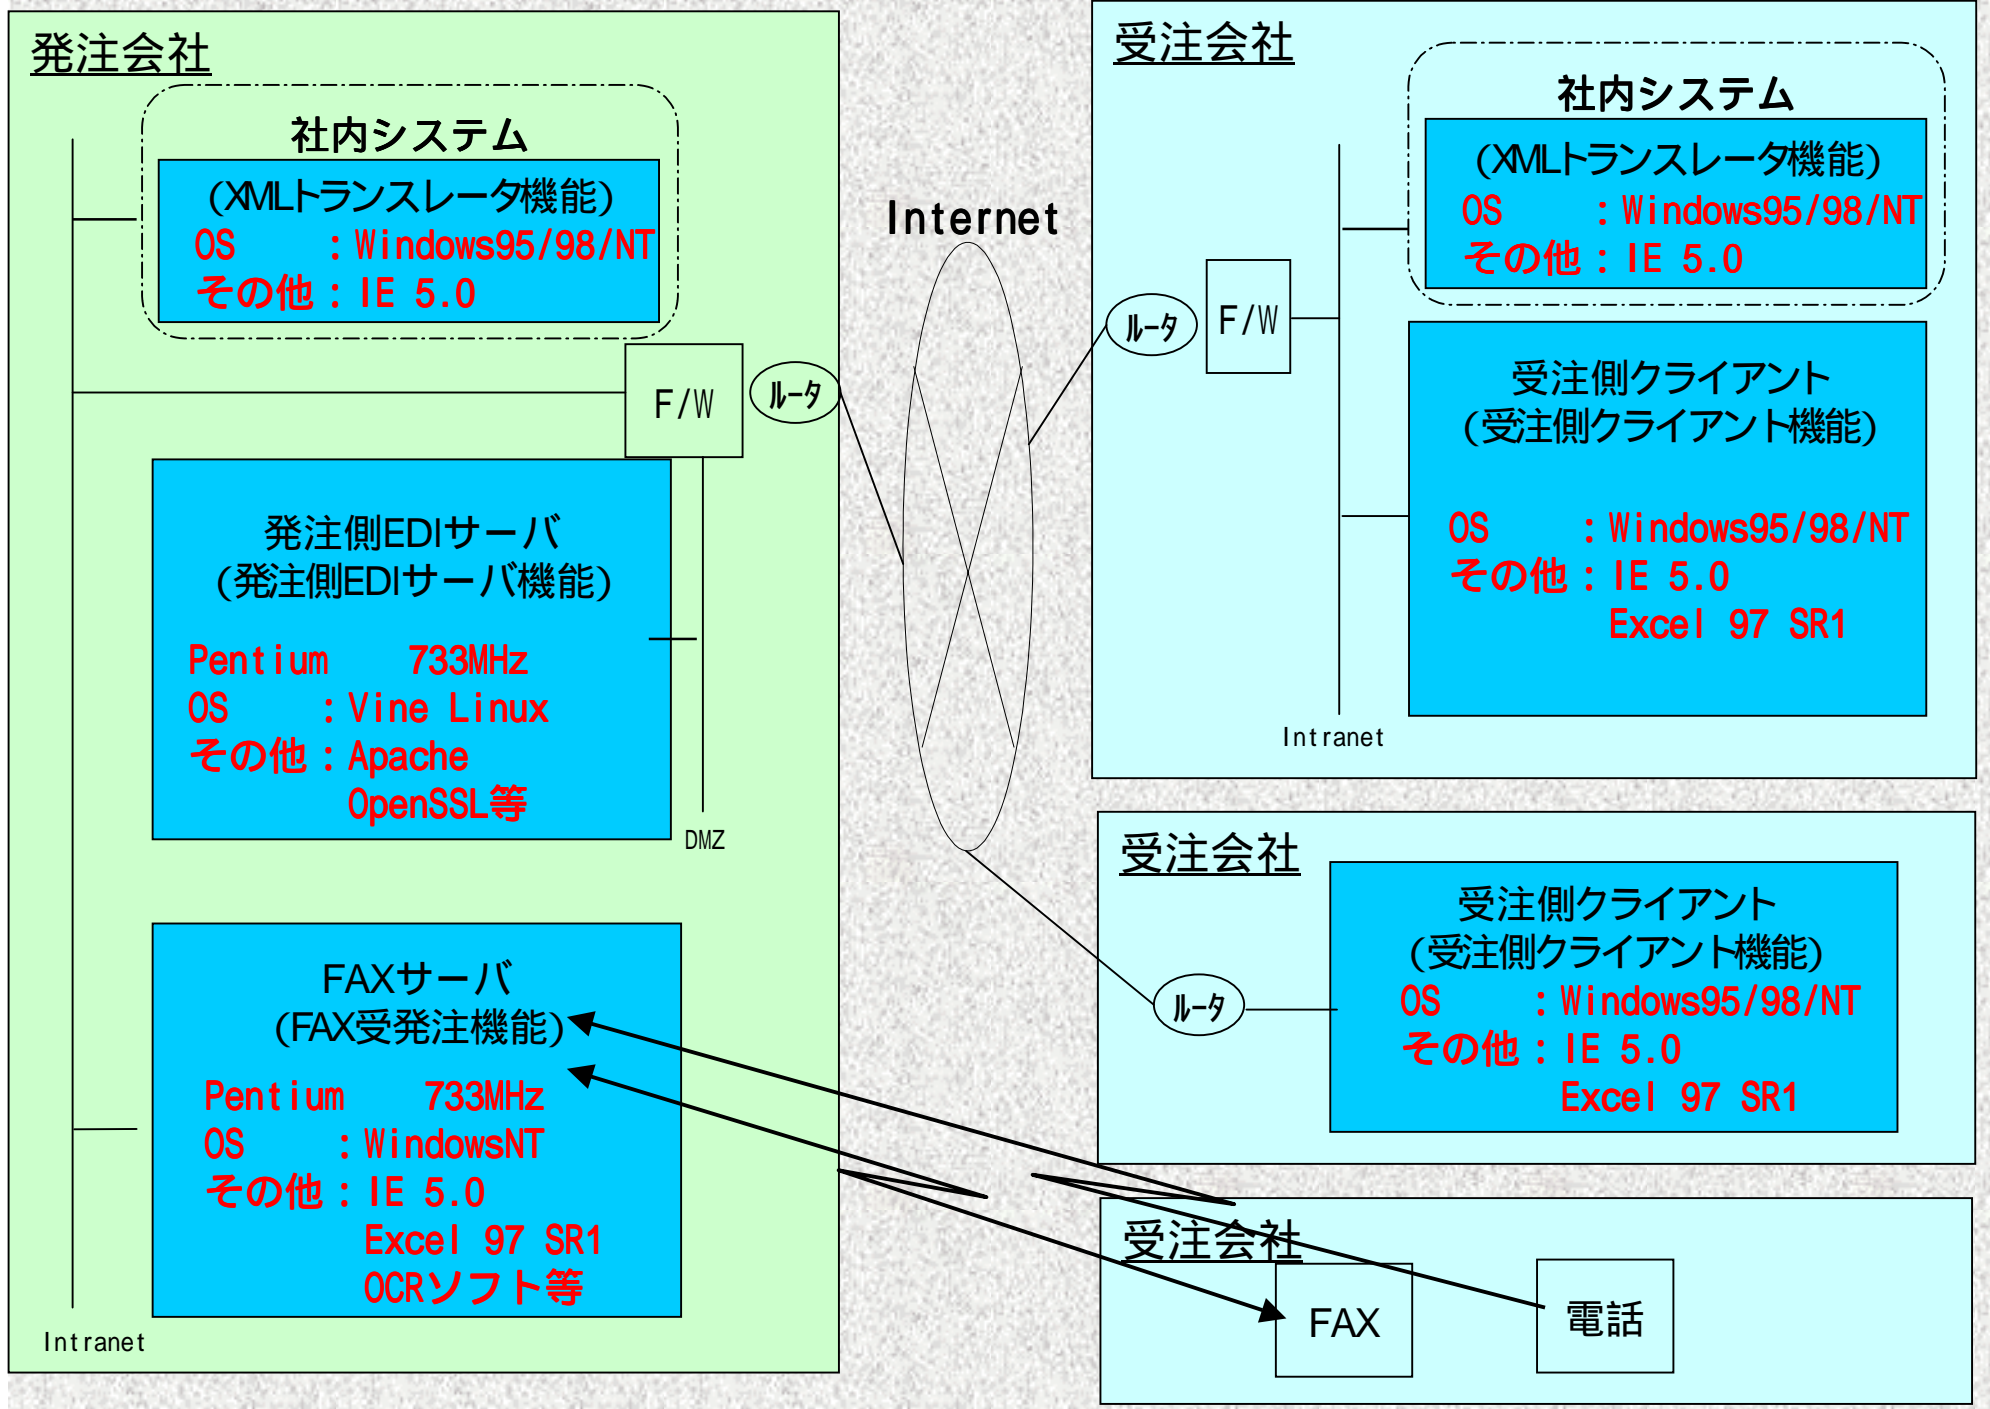 発注会社
社内システム
(XMLトランスレータ機能)
OS　　：Windows95/98/NT
その他：IE 5.0
F/W
ルータ
発注側EDIサーバ
(発注側EDIサーバ機能)
Pentium　　733MHz
OS　　：Vine Linux
その他：Apache
OpenSSL等
DMZ
FAXサーバ
(FAX受発注機能)
Pentium　　733MHz
OS　　：WindowsNT
その他：IE 5.0
Excel 97 SR1
OCRソフト等
Intranet
Internet
受注会社
社内システム
(XMLトランスレータ機能)
OS　　：Windows95/98/NT
その他：IE 5.0
ルータ
F/W
受注側クライアント
(受注側クライアント機能)
OS　　：Windows95/98/NT
その他：IE 5.0
Excel 97 SR1
Intranet
受注会社
受注側クライアント
(受注側クライアント機能)
ルータ
OS　　：Windows95/98/NT
その他：IE 5.0
Excel 97 SR1
受注会社
FAX
電話